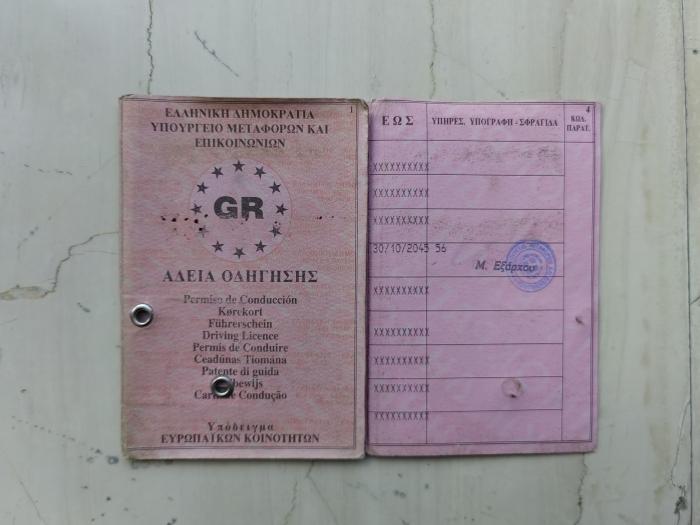 1
ΕΛΛΗΝΙΚΗ ΔΗΜΟΚΡΑΤΙΑ
ΥΠΟΥΡΓΕΙΟ ΜΕΤΑΦΟΡΩΝ ΚΑΙ
ΕΠΙΚΟΙΝΩΝΙΩΝ
GR
ΑΔΕΙΑ ΟΔΗΓΗΣΗΣ
Permiso de Conducción
Kørekort
Führerschein
Driving Licence
Permis de Conduire
Ceadúnas Tiomána
Patente di guida
Carta de Condução
Υπόδειγμα
ΕΥΡΩΠΑΪΚΩΝ ΚΟΙΝΟΤΗΤΩΝ
4
ΕΩΣ
ΥΠΗΡΕΣ. ΥΠΟΓΡΑΦΗ - ΣΦΡΑΓΙΔΑ
ΚΩΔ.
ΠΑΡΑΤ.
XXXXXXXXXX
XXXXXXXXXX
XXXXXXXXXX
30/10/2045 56
Μ. Εξάρχου
XXXXXXXXXX
XXXXXXXXXX
XXXXXXXXXX
XXXXXXXXXX
XXXXXXXXXX